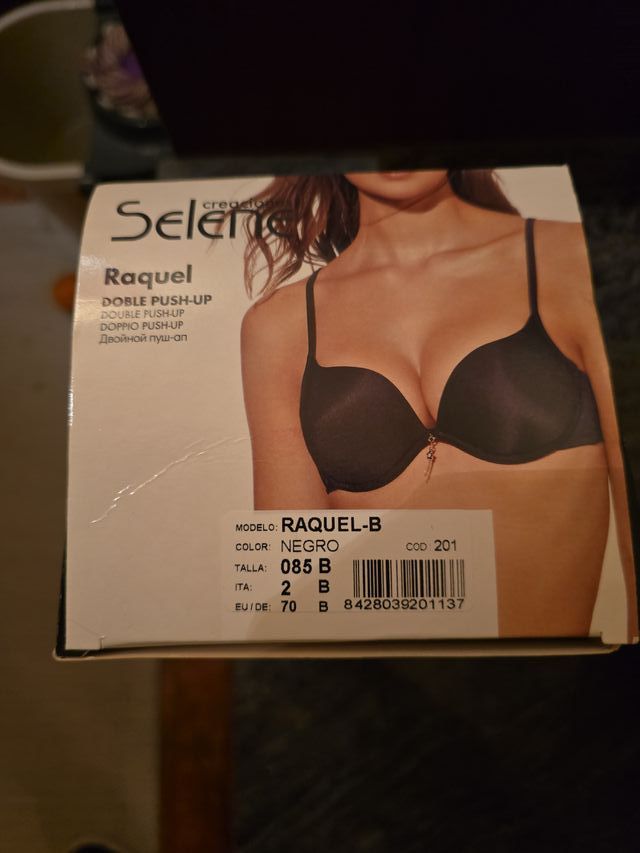 creaciones
Selene
Raquel
DOBLE PUSH-UP
DOUBLE PUSH-UP
DOPPIO PUSH-UP
Двойной пуш-ап
MODELO: RAQUEL-B
COLOR: NEGRO COD 201
TALLA: 085 B
ITA: 2 B
EU/DE: 70 B
8428039201137